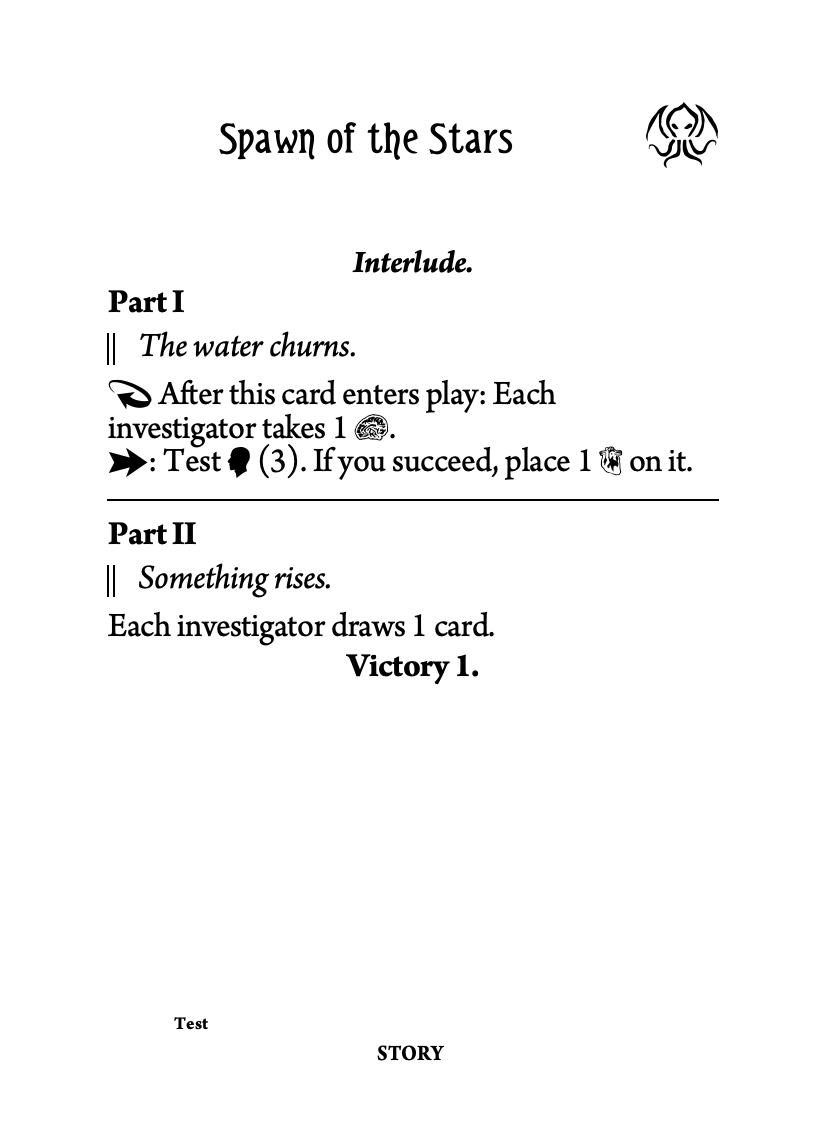 Spawn of the Stars
Interlude.
Part I
The water churns.
After this card enters play: Each
investigator takes 1 .
: Test (3). If you succeed, place 1 on it.
Part II
Something rises.
Each investigator draws 1 card.
Victory 1.
Test
STORY